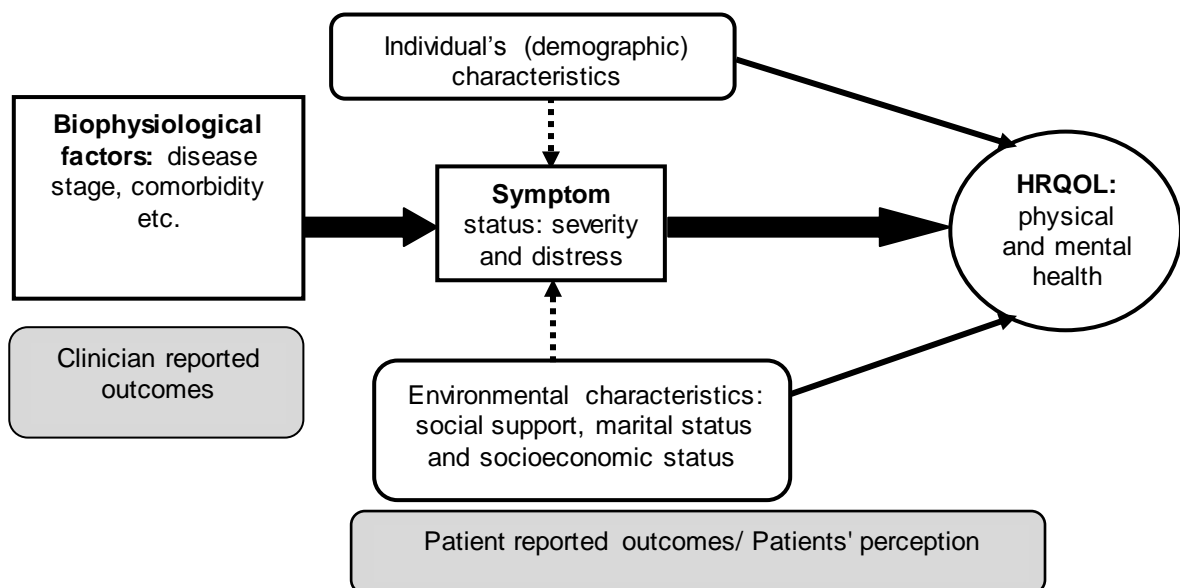 Individual’s (demographic)
characteristics
Biophysiological
factors: disease
stage, comorbidity
etc.
Symptom
status: severity
and distress
HRQOL:
physical
and mental
health
Clinician reported
outcomes
Environmental characteristics:
social support, marital status
and socioeconomic status
Patient reported outcomes/ Patients' perception